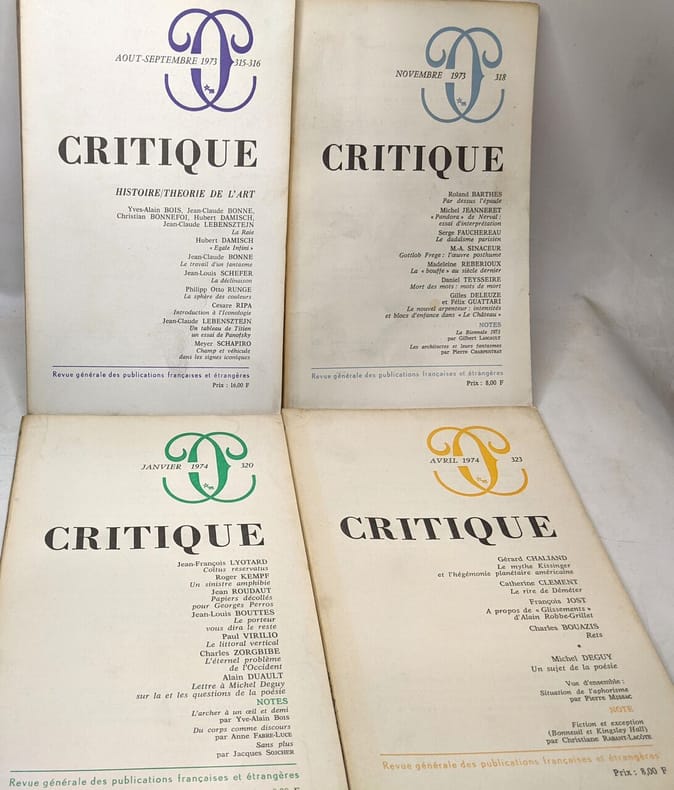 AOUT-SEPTEMBRE 1973 315-316
CRITIQUE
HISTOIRE/THEORIE DE L'ART
Yves-Alain BOIS, Jean-Claude BONNE,
Christian BONNEFOI, Hubert DAMISCH,
Jean-Claude LEBENSZTEJN
La Raie
Hubert DAMISCH
« Egale Infini »
Jean-Claude BONNE
Le travail d'un fantasme
Jean-Louis SCHEFER
La déclinaison
Philipp Otto RUNGE
La sphère des couleurs
Cesare RIPA
Introduction à l'Iconologie
Jean-Claude LEBENSZTEJN
Un tableau de Titien
un essai de Panofsky
Meyer SCHAPIRO
Champ et véhicule
dans les signes iconiques
Revue générale des publications françaises et étrangères
Prix : 16,00 F
NOVEMBRE 1973 318
CRITIQUE
Roland BARTHES
Par dessus l'épaule
Michel JEANNERET
« Pandora » de Nerval :
essai d'interprétation
Serge FAUCHEREAU
Le dadaïsme parisien
M.-A. SINACEUR
Gottlob Frege : l'œuvre posthume
Madeleine REBERIOUX
La « bouffe » au siècle dernier
Daniel TEYSSEIRE
Mort des mots : mots de mort
Gilles DELEUZE
et Félix GUATTARI
Le nouvel arpenteur : intensités
et blocs d'enfance dans « Le Château »
NOTES
La Biennale 1973
par Gilbert LASCAULT
Les architectes et leurs fantasmes
par Pierre CHARPENTRAT
Revue générale des publications françaises et étrangères
Prix : 8,00 F
JANVIER 1974 320
CRITIQUE
Jean-François LYOTARD
Coïtus reservatus
Roger KEMPF
Un sinistre amphibie
Jean ROUDAUT
Papiers décollés
pour Georges Perros
Jean-Louis BOUTTES
Le porteur
vous dira le reste
Paul VIRILIO
Le littoral vertical
Charles ZORGBIBE
L'éternel problème
de l'Occident
Alain DUAULT
Lettre à Michel Deguy
sur la et les questions de la poésie
NOTES
L'archer à un œil et demi
par Yve-Alain BOIS
Du corps comme discours
par Anne FABRE-LUCE
Sans plus
par Jacques SOJCHER
Revue générale des publications françaises et étrangères
AVRIL 1974 323
CRITIQUE
Gérard CHALIAND
Le mythe Kissinger
et l'hégémonie planétaire américaine
Catherine CLEMENT
Le rire de Déméter
François JOST
A propos de « Glissements »
d'Alain Robbe-Grillet
Charles BOUAZIS
Rets
Michel DEGUY
Un sujet de la poésie
Vue d'ensemble :
Situation de l'aphorisme
par Pierre MISSAC
NOTE
Fiction et exception
(Bonneuil et Kingsley Hall)
par Christiane RABANT-LACÔTE
Revue générale des publications françaises et étrangères
Prix : 8,00 F